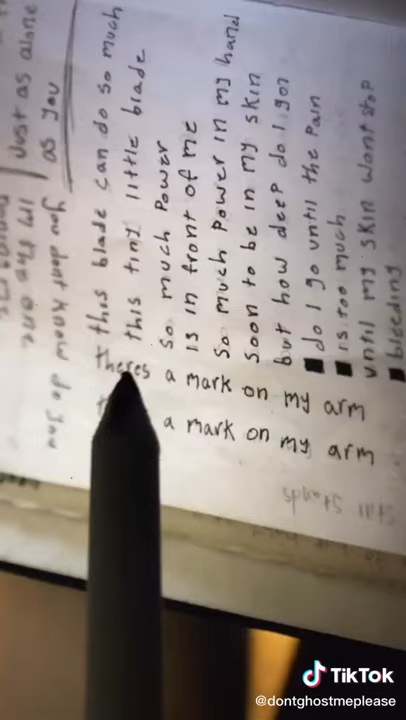 Just as alone
as you
you dont know do you
this blade can do so much
this tiny little blade
so much Power
is in front of me
so much Power in my hand
soon to be in my skin
but how deep do I go?
do I go until the Pain
is too much
until my skin wont stop
bleeding
theres a mark on my arm
a mark on my arm
still stands
TikTok
@dontghostmeplease